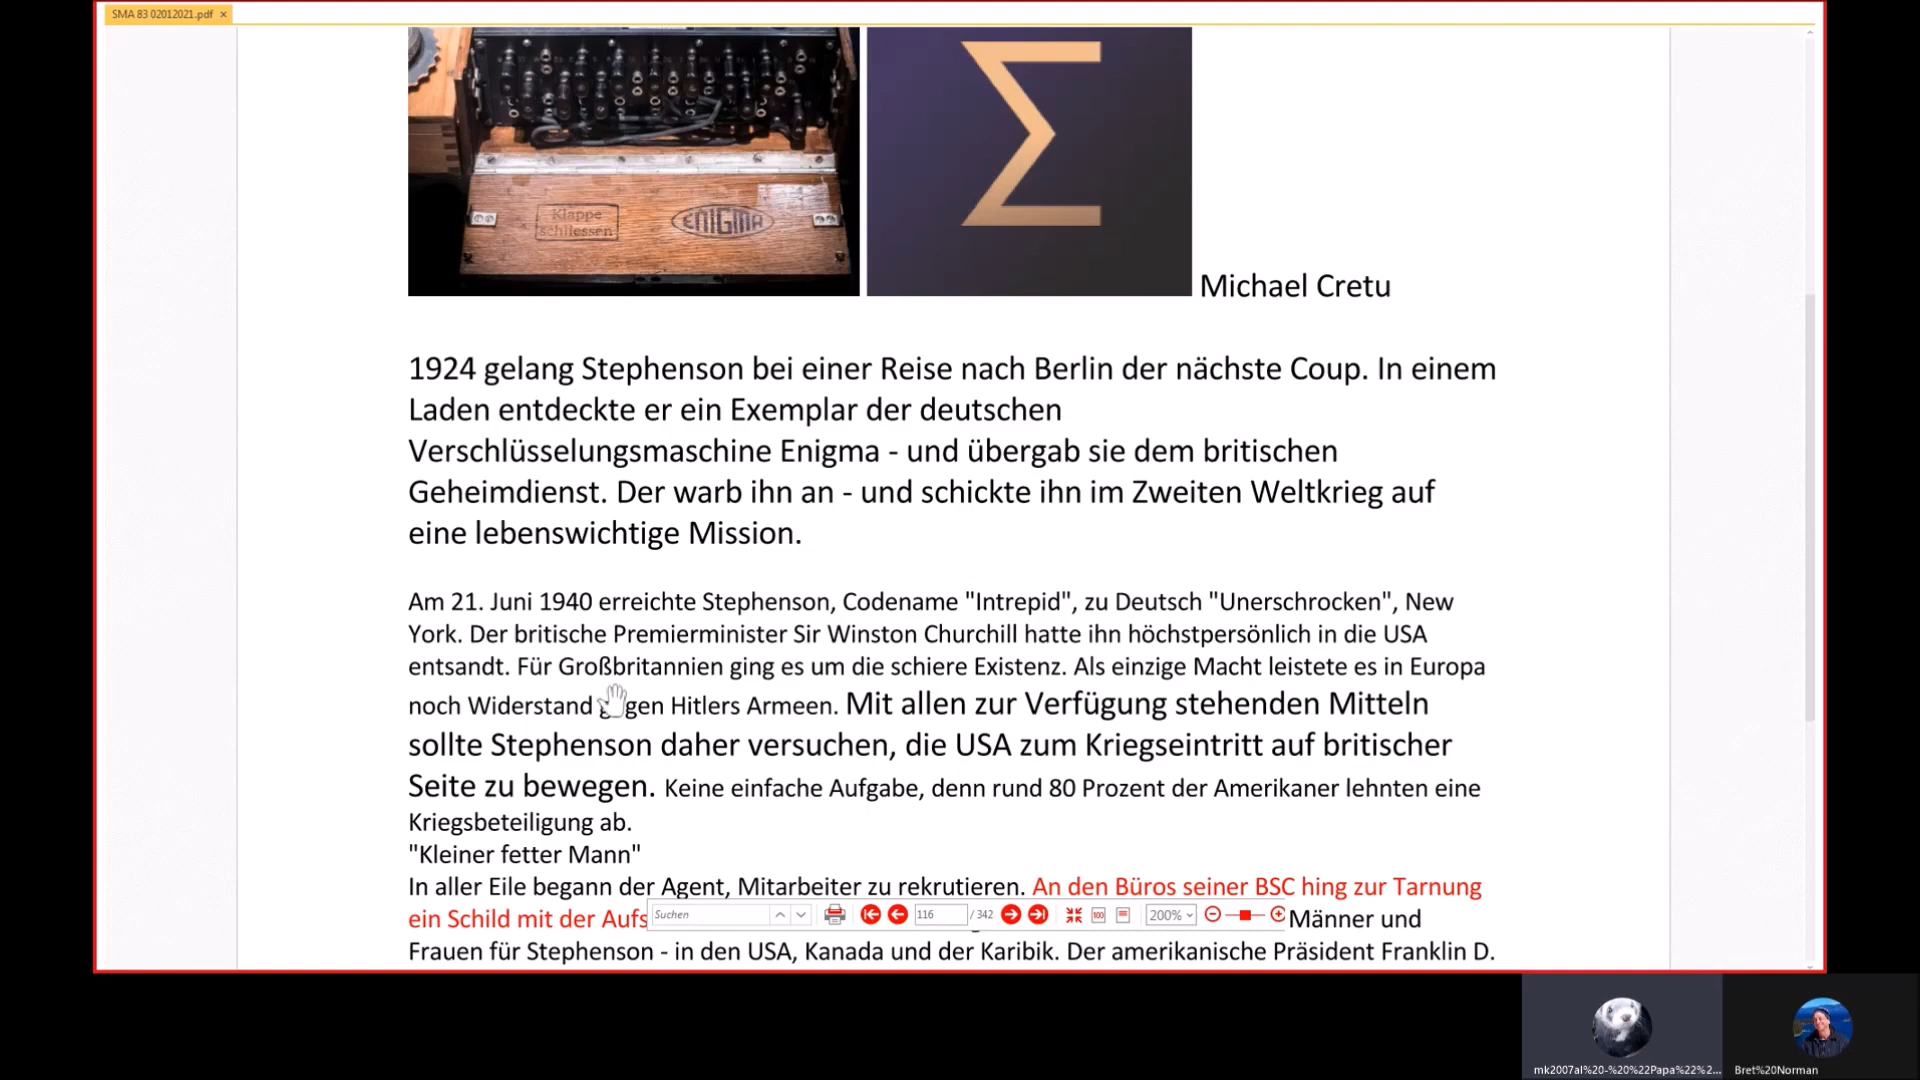 SMA 83 02012021.pdf ×
Klappe
schliessen
ENIGMA
Σ
Michael Cretu
1924 gelang Stephenson bei einer Reise nach Berlin der nächste Coup. In einem
Laden entdeckte er ein Exemplar der deutschen
Verschlüsselungsmaschine Enigma - und übergab sie dem britischen
Geheimdienst. Der warb ihn an - und schickte ihn im Zweiten Weltkrieg auf
eine lebenswichtige Mission.
Am 21. Juni 1940 erreichte Stephenson, Codename "Intrepid", zu Deutsch "Unerschrocken", New
York. Der britische Premierminister Sir Winston Churchill hatte ihn höchstpersönlich in die USA
entsandt. Für Großbritannien ging es um die schiere Existenz. Als einzige Macht leistete es in Europa
noch Widerstand gegen Hitlers Armeen. Mit allen zur Verfügung stehenden Mitteln
sollte Stephenson daher versuchen, die USA zum Kriegseintritt auf britischer
Seite zu bewegen. Keine einfache Aufgabe, denn rund 80 Prozent der Amerikaner lehnten eine
Kriegsbeteiligung ab.
"Kleiner fetter Mann"
In aller Eile begann der Agent, Mitarbeiter zu rekrutieren. An den Büros seiner BSC hing zur Tarnung
ein Schild mit der Aufs Männer und
Suchen 116 / 342 100 200%
Frauen für Stephenson - in den USA, Kanada und der Karibik. Der amerikanische Präsident Franklin D.
mk2007al%20-%20%22Papa%22%2... Bret%20Norman